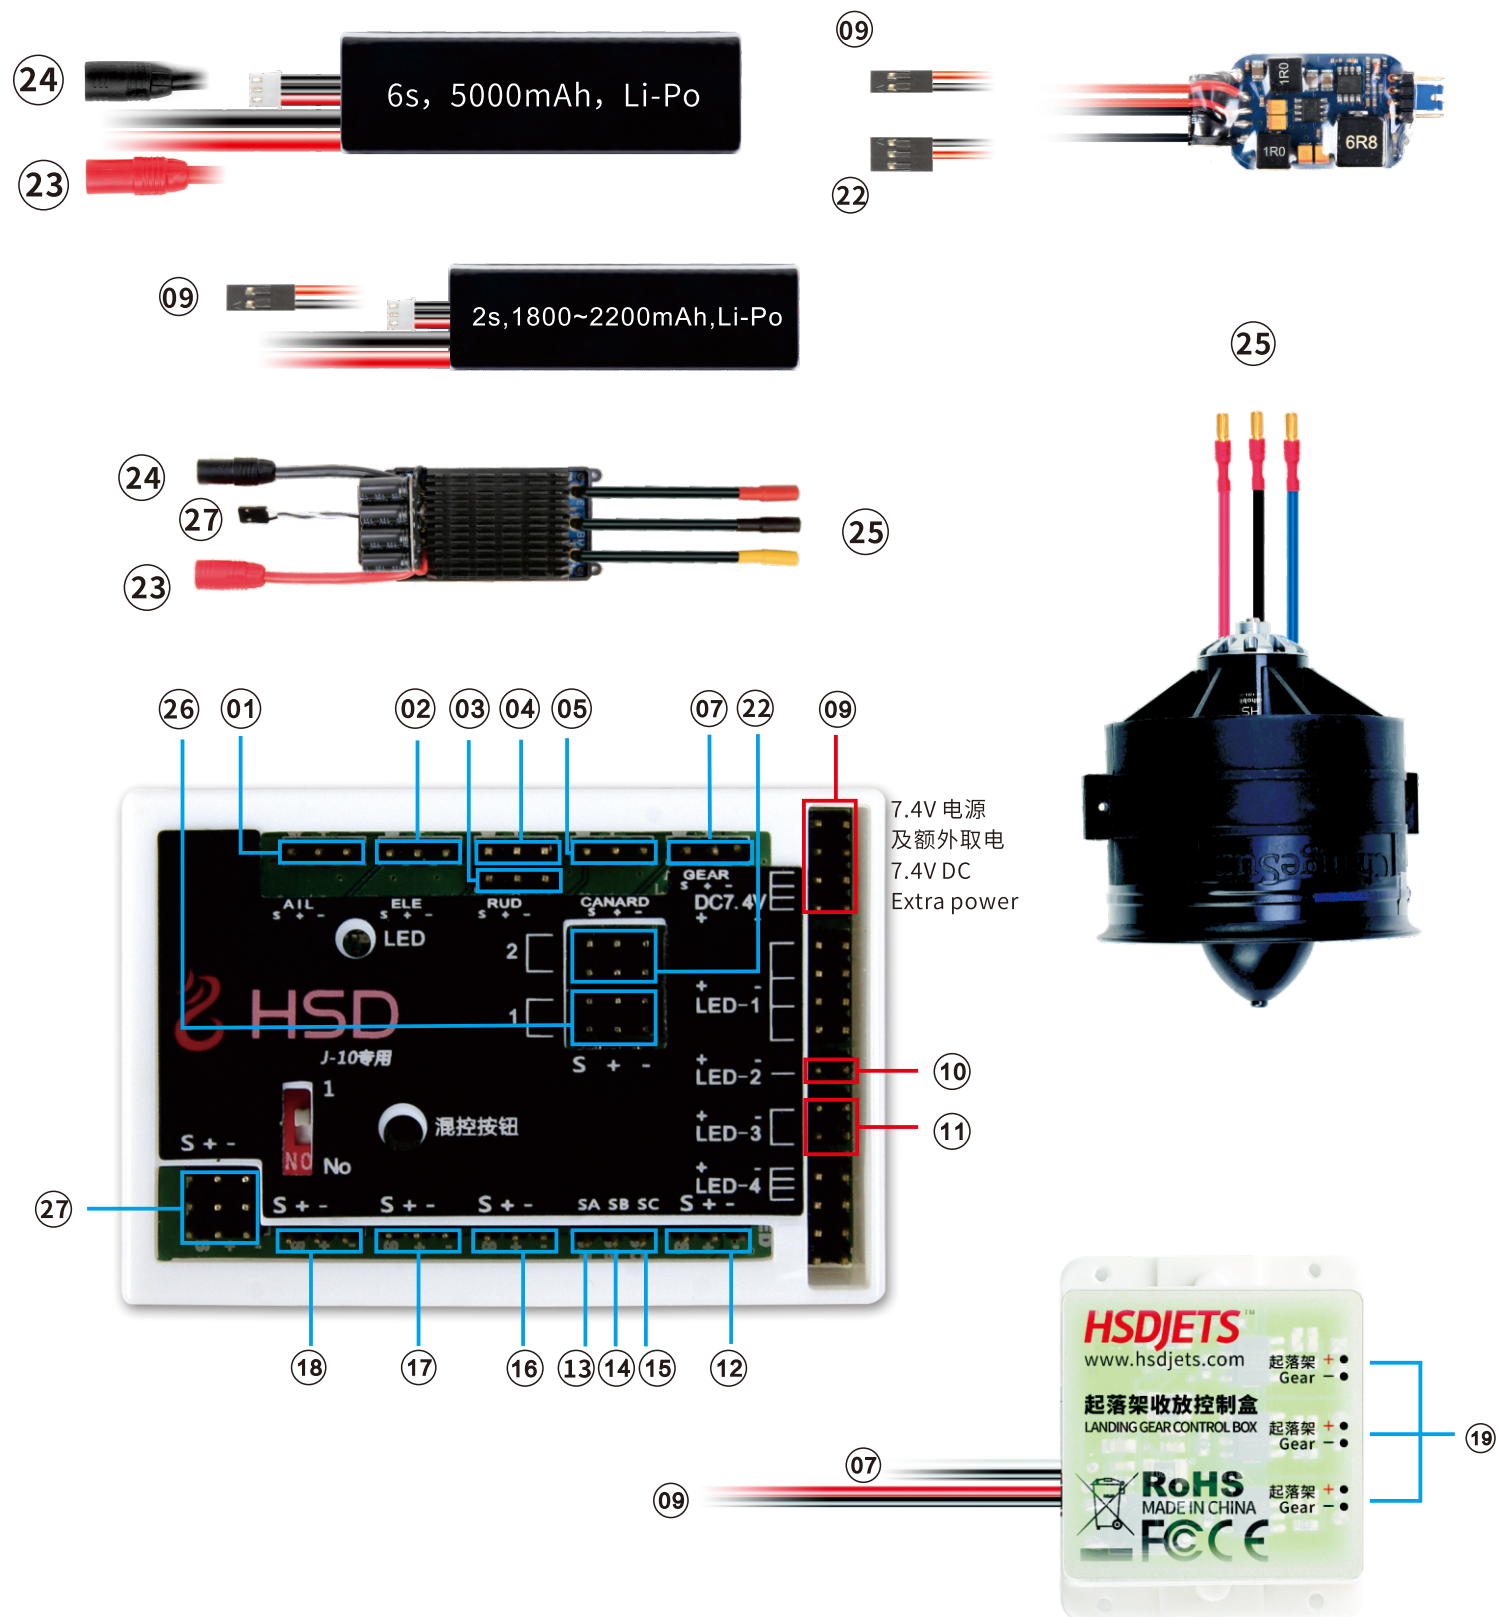 24
6s，5000mAh，Li-Po
23
09
22
1R0
1R0
6R8
09
2s,1800~2200mAh,Li-Po
25
24
27
23
25
26
01
02
03
04
05
07
22
09
7.4V 电源
及额外取电
7.4V DC
Extra power
AIL
S + -
ELE
S + -
RUD
S + -
CANARD
S + -
GEAR
S + -
DC7.4V
+ -
LED
2
1
S + -
HSD
J-10专用
+ -
LED-1
+ -
LED-2
+ -
LED-3
+ -
LED-4
10
11
1
NO
No
混控按钮
S + -
27
S + -
S + -
S + -
SA SB SC
S + -
18
17
16
13
14
15
12
HSDJETS™
www.hsdjets.com
起落架收放控制盒
LANDING GEAR CONTROL BOX
起落架 +
Gear -
起落架 +
Gear -
起落架 +
Gear -
19
RoHS
MADE IN CHINA
FC CE
07
09